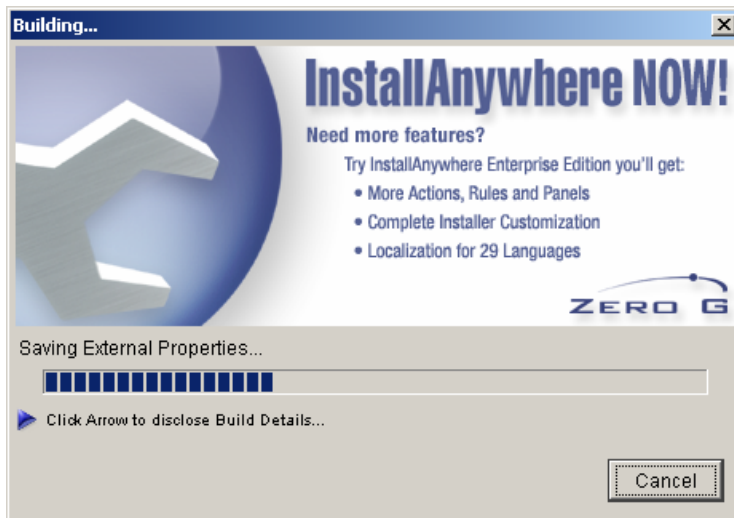 Building...
InstallAnywhere NOW!
Need more features?
Try InstallAnywhere Enterprise Edition you'll get:
• More Actions, Rules and Panels
• Complete Installer Customization
• Localization for 29 Languages
ZERO G
Saving External Properties...
Click Arrow to disclose Build Details...
Cancel